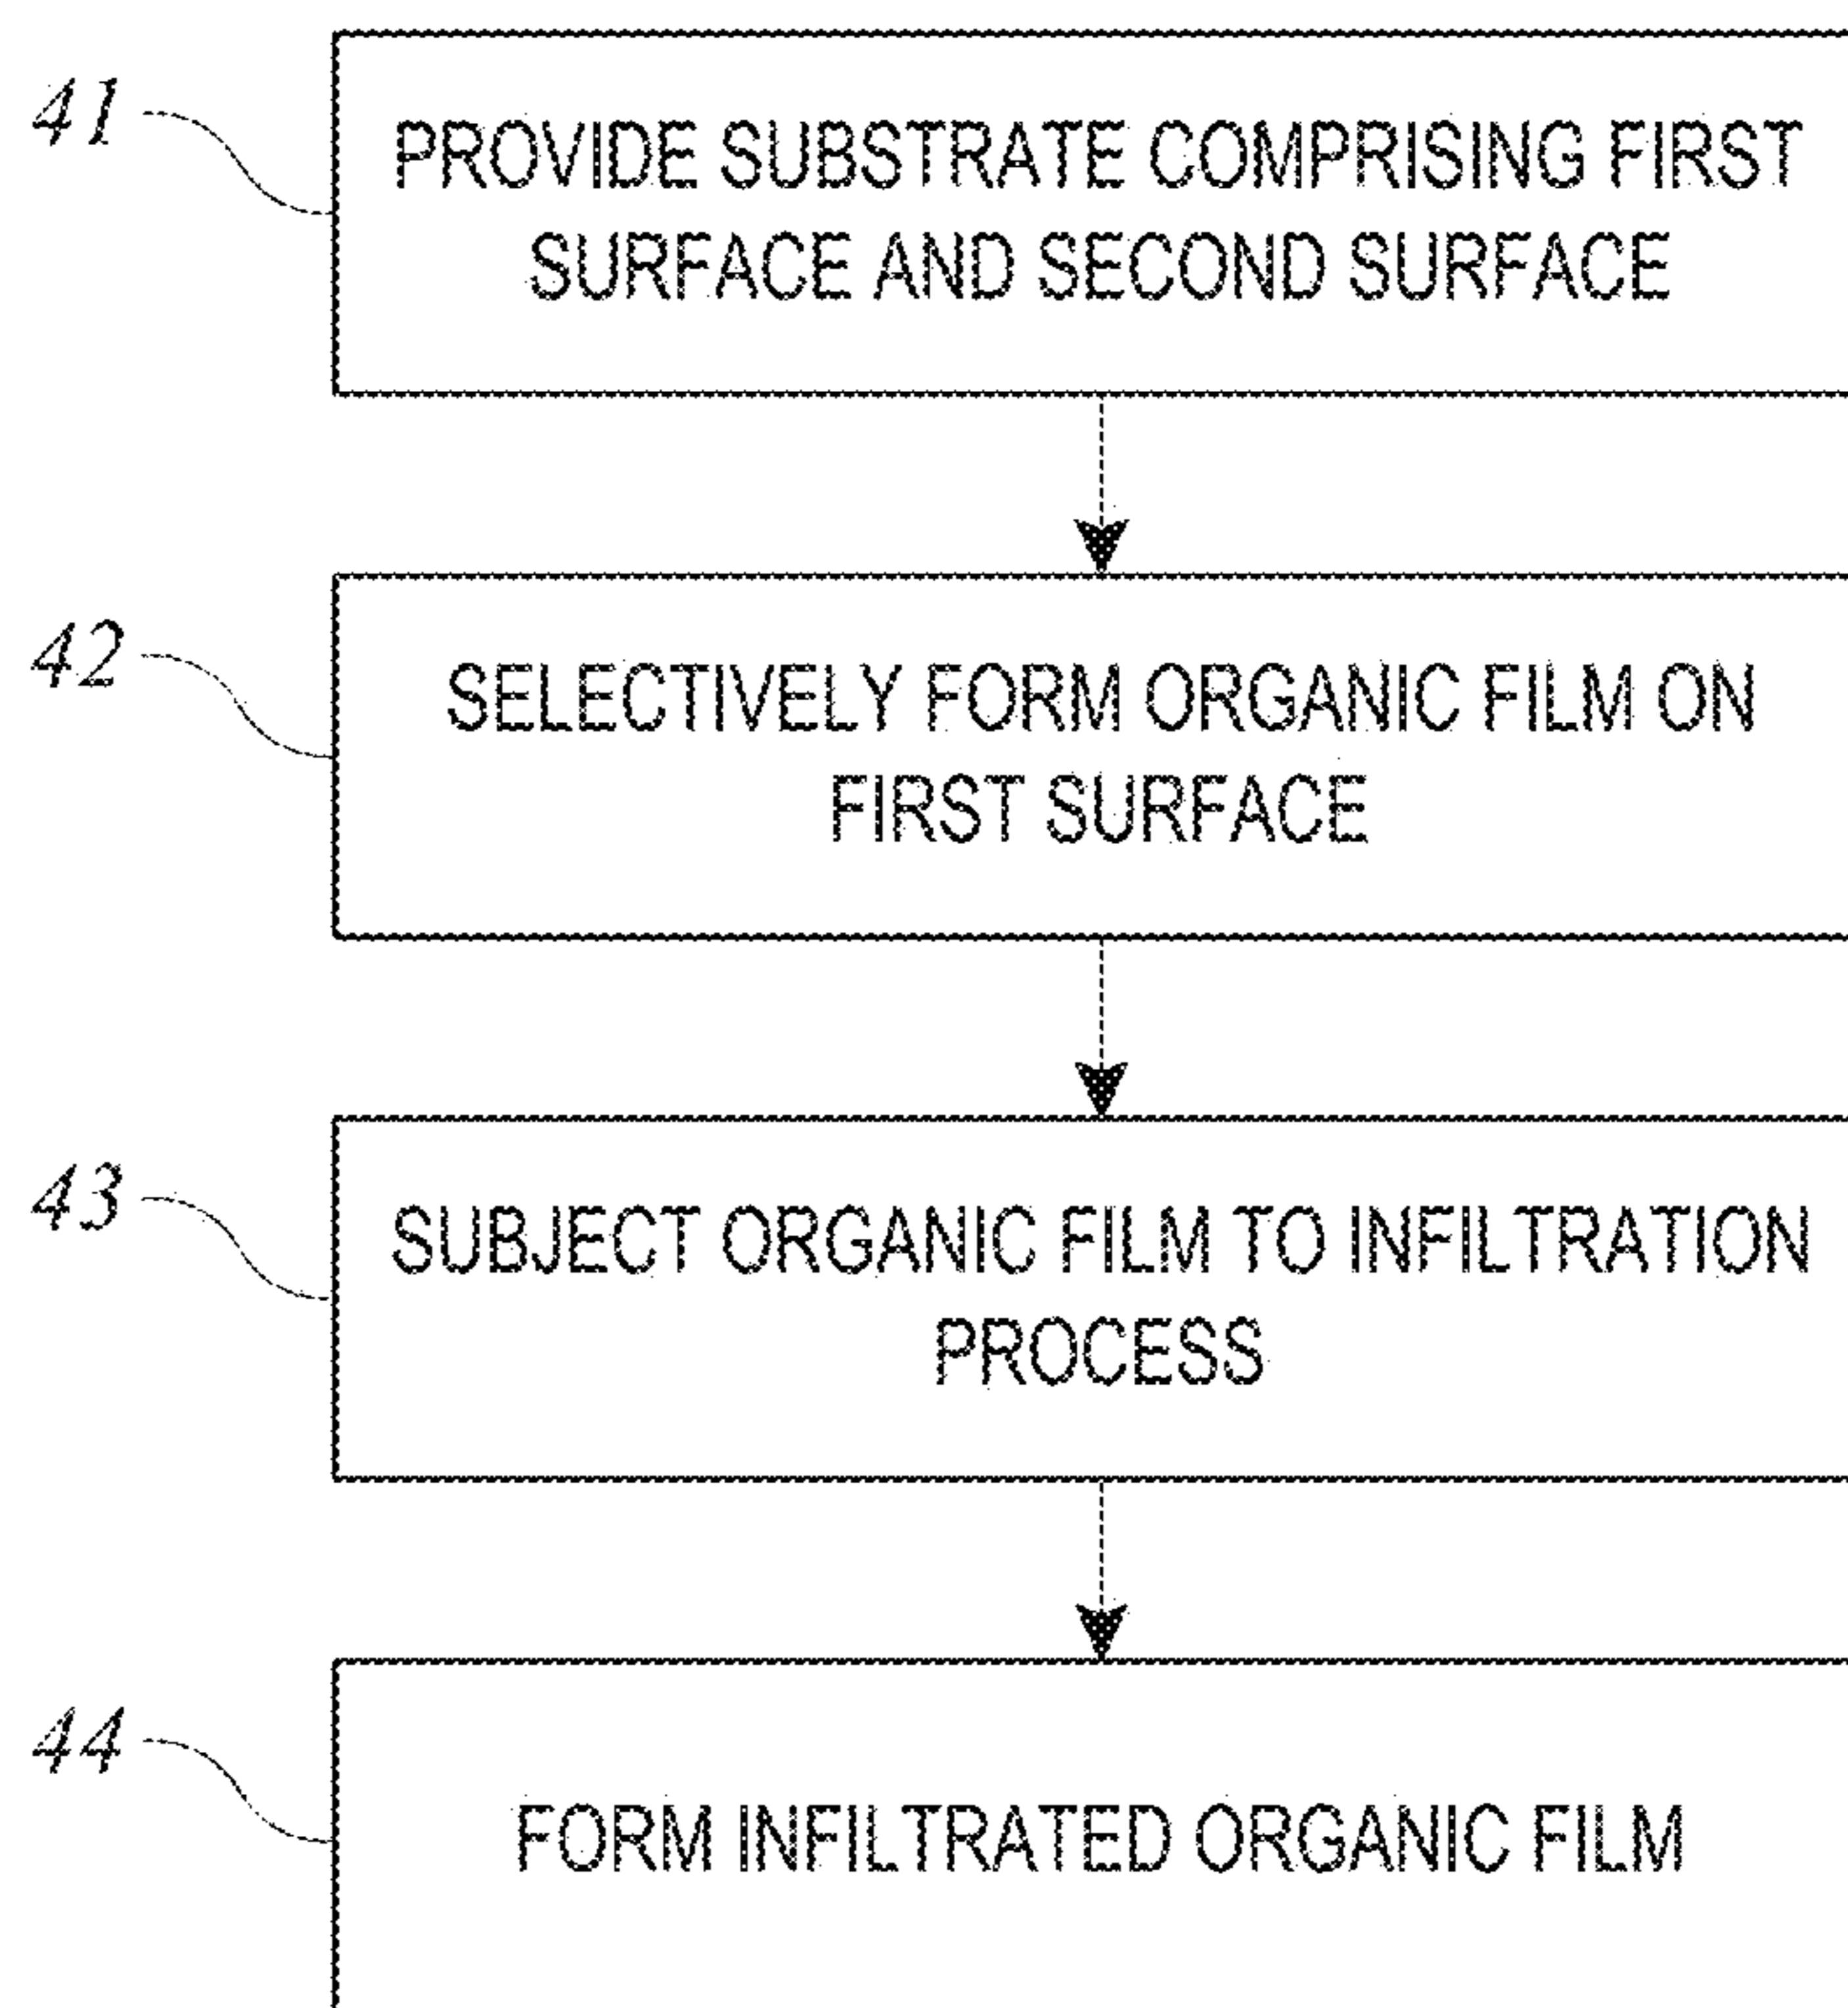 41
PROVIDE SUBSTRATE COMPRISING FIRST
SURFACE AND SECOND SURFACE
42
SELECTIVELY FORM ORGANIC FILM ON
FIRST SURFACE
43
SUBJECT ORGANIC FILM TO INFILTRATION
PROCESS
44
FORM INFILTRATED ORGANIC FILM